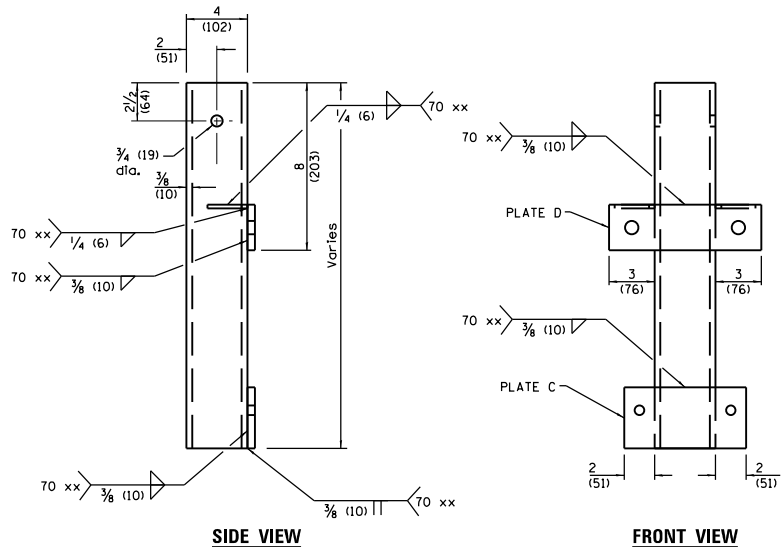 4
(102)
2
(51)
2½
(64)
¾ (19)
dia.
⅜
(10)
¼ (6)
70 xx
8
(203)
Varies
70 xx
¼ (6)
70 xx
⅜ (10)
70 xx
⅜ (10)
⅜ (10)
70 xx
SIDE VIEW
70 xx
⅜ (10)
PLATE D
3
(76)
3
(76)
70 xx
⅜ (10)
PLATE C
2
(51)
2
(51)
FRONT VIEW